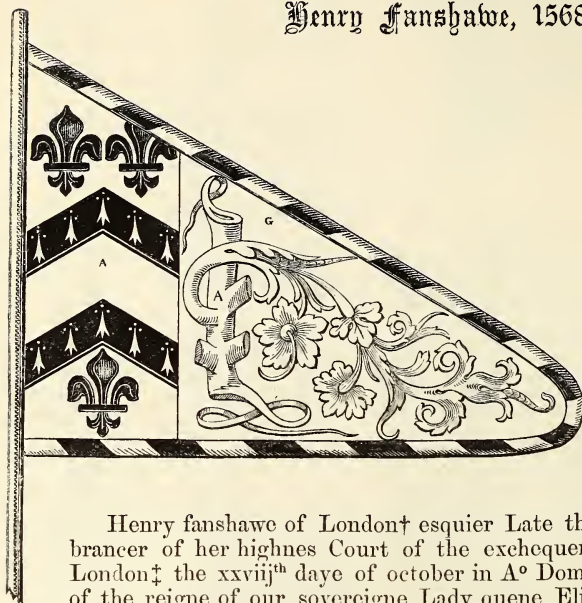 Henry Fanshawe, 1568
G
A
A
Henry fanshawe of London† esquier Late th
brancer of her highnes Court of the exchequer
London‡ the xxviijth daye of october in Ao Dom
of the reigne of our sovereigne Lady quene Eli